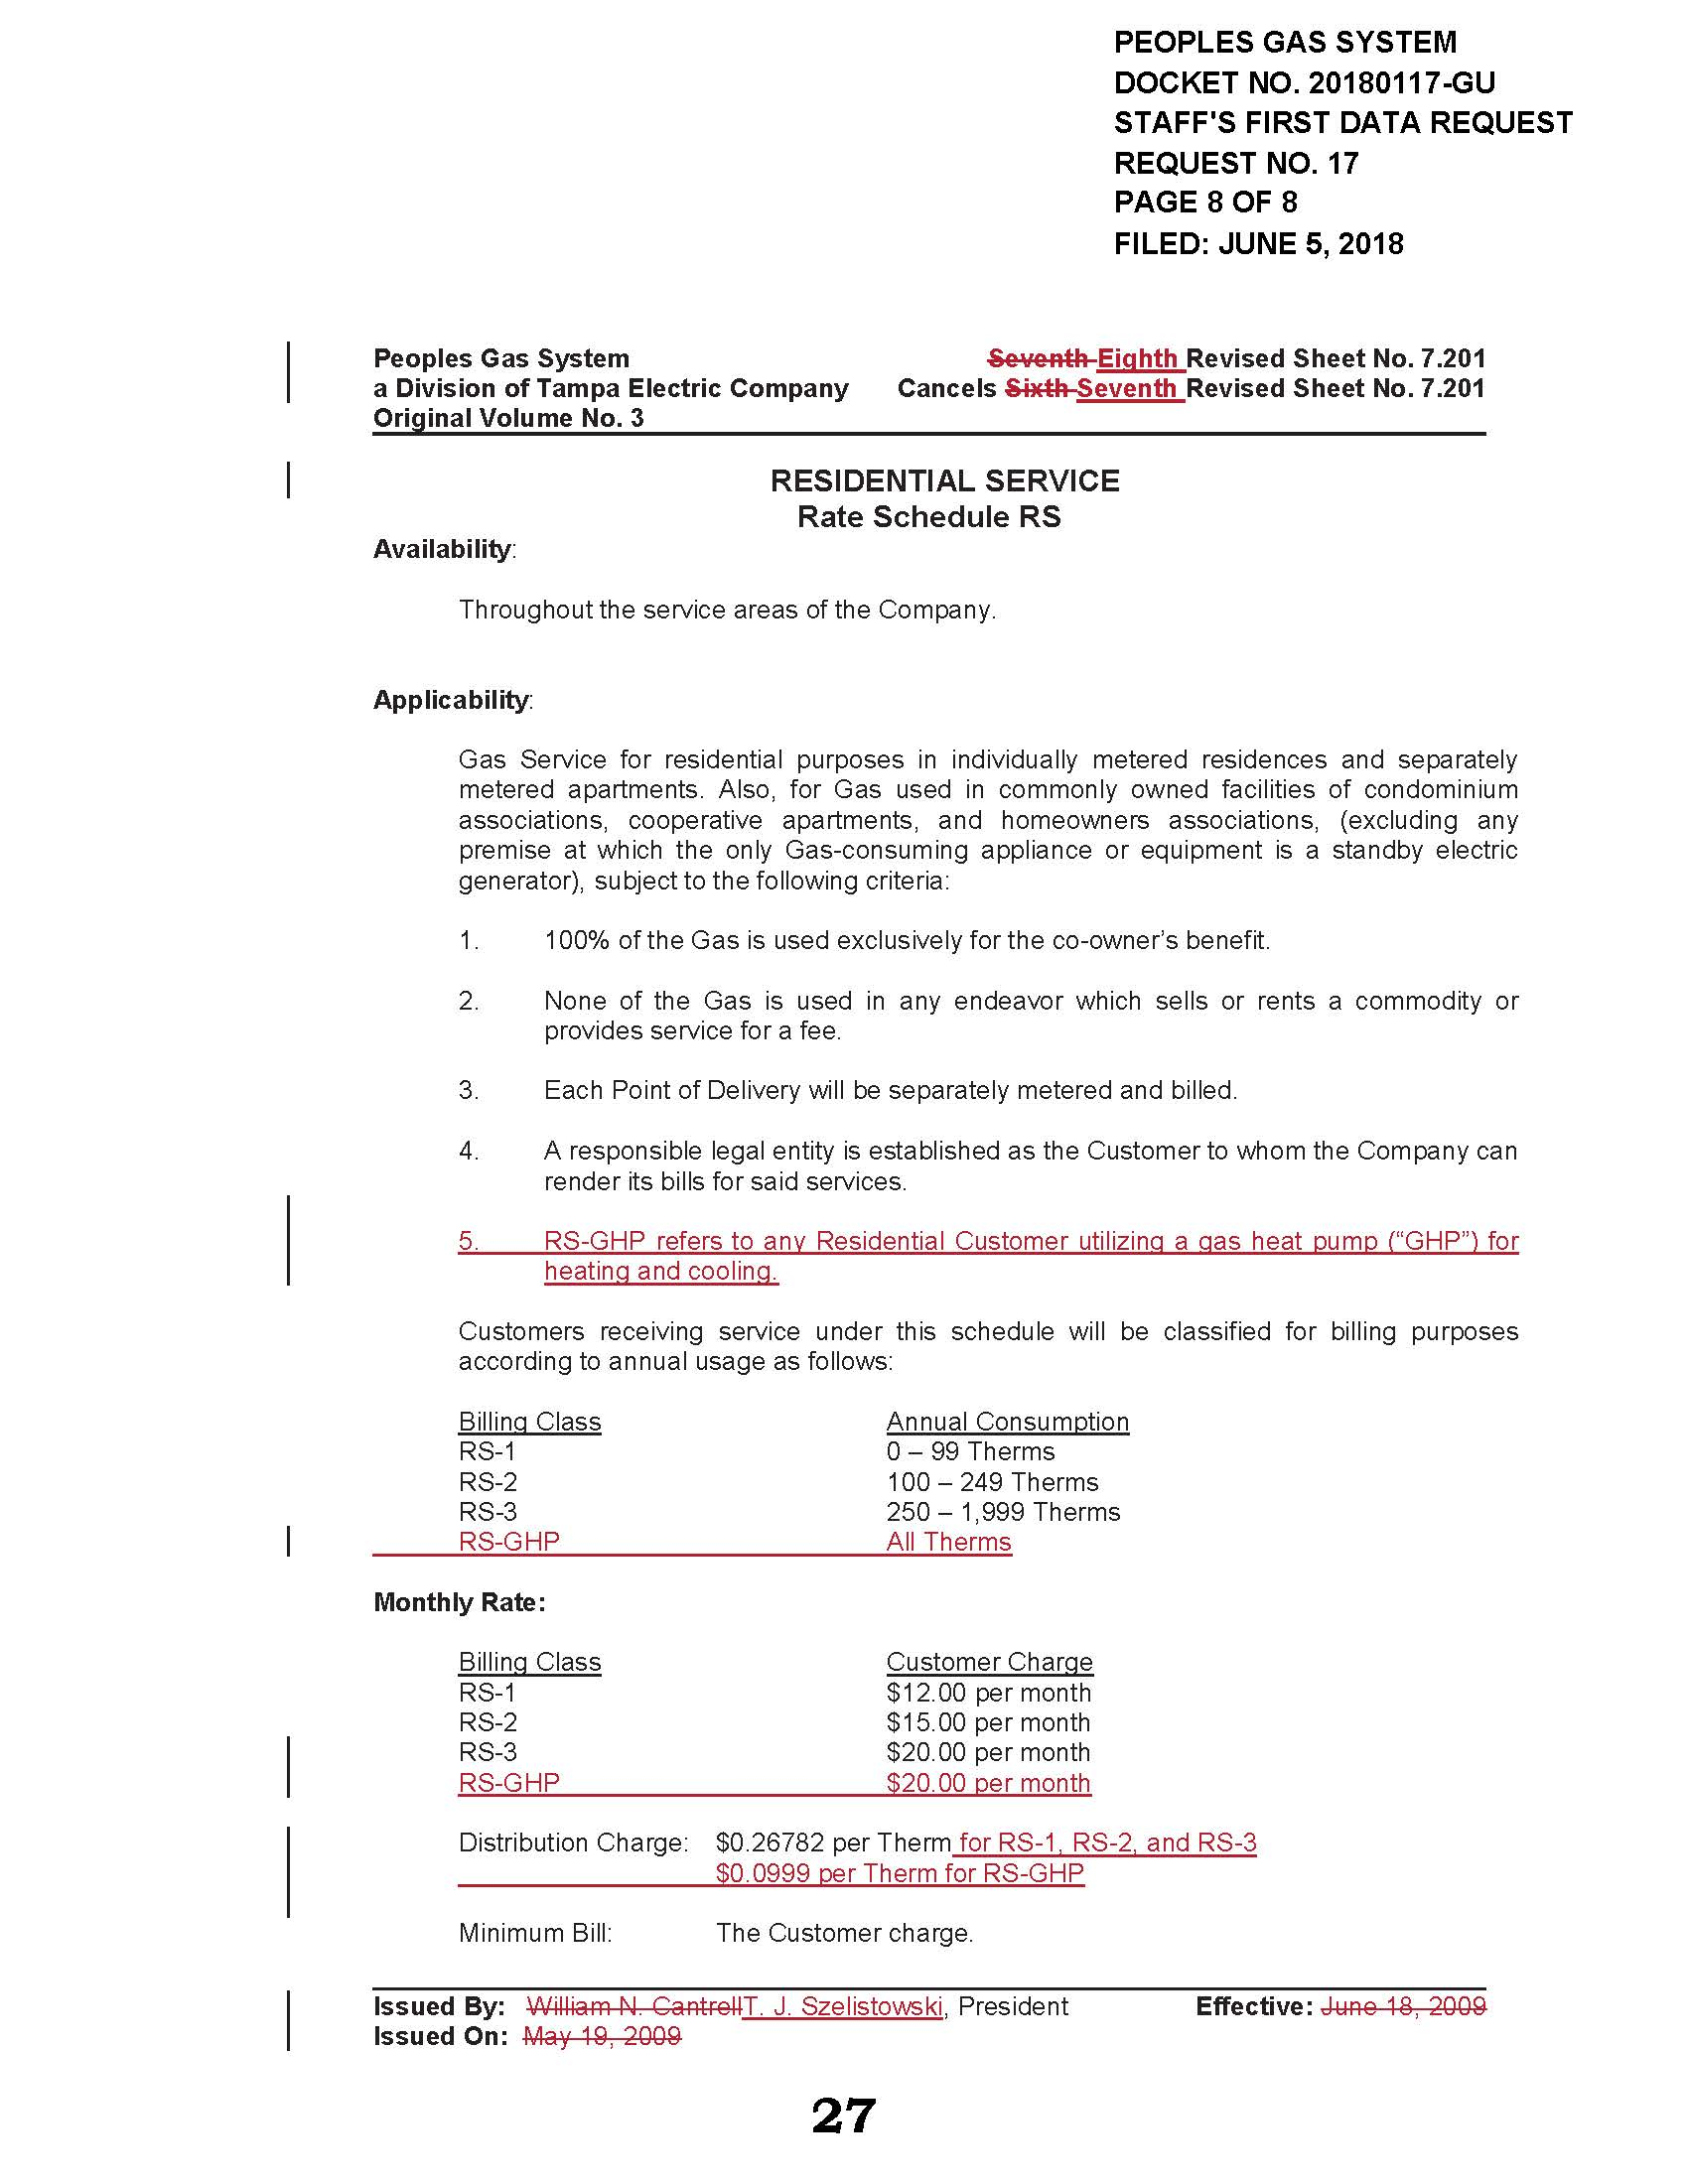 PEOPLES GAS SYSTEM
DOCKET NO. 20180117-GU
STAFF'S FIRST DATA REQUEST
REQUEST NO. 17
PAGE 8 OF 8
FILED: JUNE 5, 2018
Peoples Gas System Seventh Eighth Revised Sheet No. 7.201
a Division of Tampa Electric Company Cancels Sixth Seventh Revised Sheet No. 7.201
Original Volume No. 3
RESIDENTIAL SERVICE
Rate Schedule RS
Availability:
Throughout the service areas of the Company.
Applicability:
Gas Service for residential purposes in individually metered residences and separately
metered apartments. Also, for Gas used in commonly owned facilities of condominium
associations, cooperative apartments, and homeowners associations, (excluding any
premise at which the only Gas-consuming appliance or equipment is a standby electric
generator), subject to the following criteria:
1. 100% of the Gas is used exclusively for the co-owner’s benefit.
2. None of the Gas is used in any endeavor which sells or rents a commodity or
provides service for a fee.
3. Each Point of Delivery will be separately metered and billed.
4. A responsible legal entity is established as the Customer to whom the Company can
render its bills for said services.
5. RS-GHP refers to any Residential Customer utilizing a gas heat pump (“GHP”) for
heating and cooling.
Customers receiving service under this schedule will be classified for billing purposes
according to annual usage as follows:
Billing Class Annual Consumption
RS-1 0 – 99 Therms
RS-2 100 – 249 Therms
RS-3 250 – 1,999 Therms
RS-GHP All Therms
Monthly Rate:
Billing Class Customer Charge
RS-1 $12.00 per month
RS-2 $15.00 per month
RS-3 $20.00 per month
RS-GHP $20.00 per month
Distribution Charge: $0.26782 per Therm for RS-1, RS-2, and RS-3
$0.0999 per Therm for RS-GHP
Minimum Bill: The Customer charge.
Issued By: William N. CantrellT. J. Szelistowski, President Effective: June 18, 2009
Issued On: May 19, 2009
27